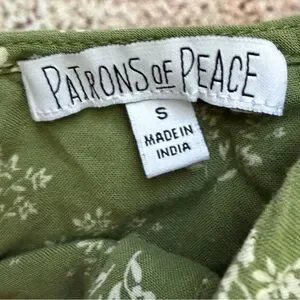 PATRONS OF PEACE
S
MADE IN
INDIA